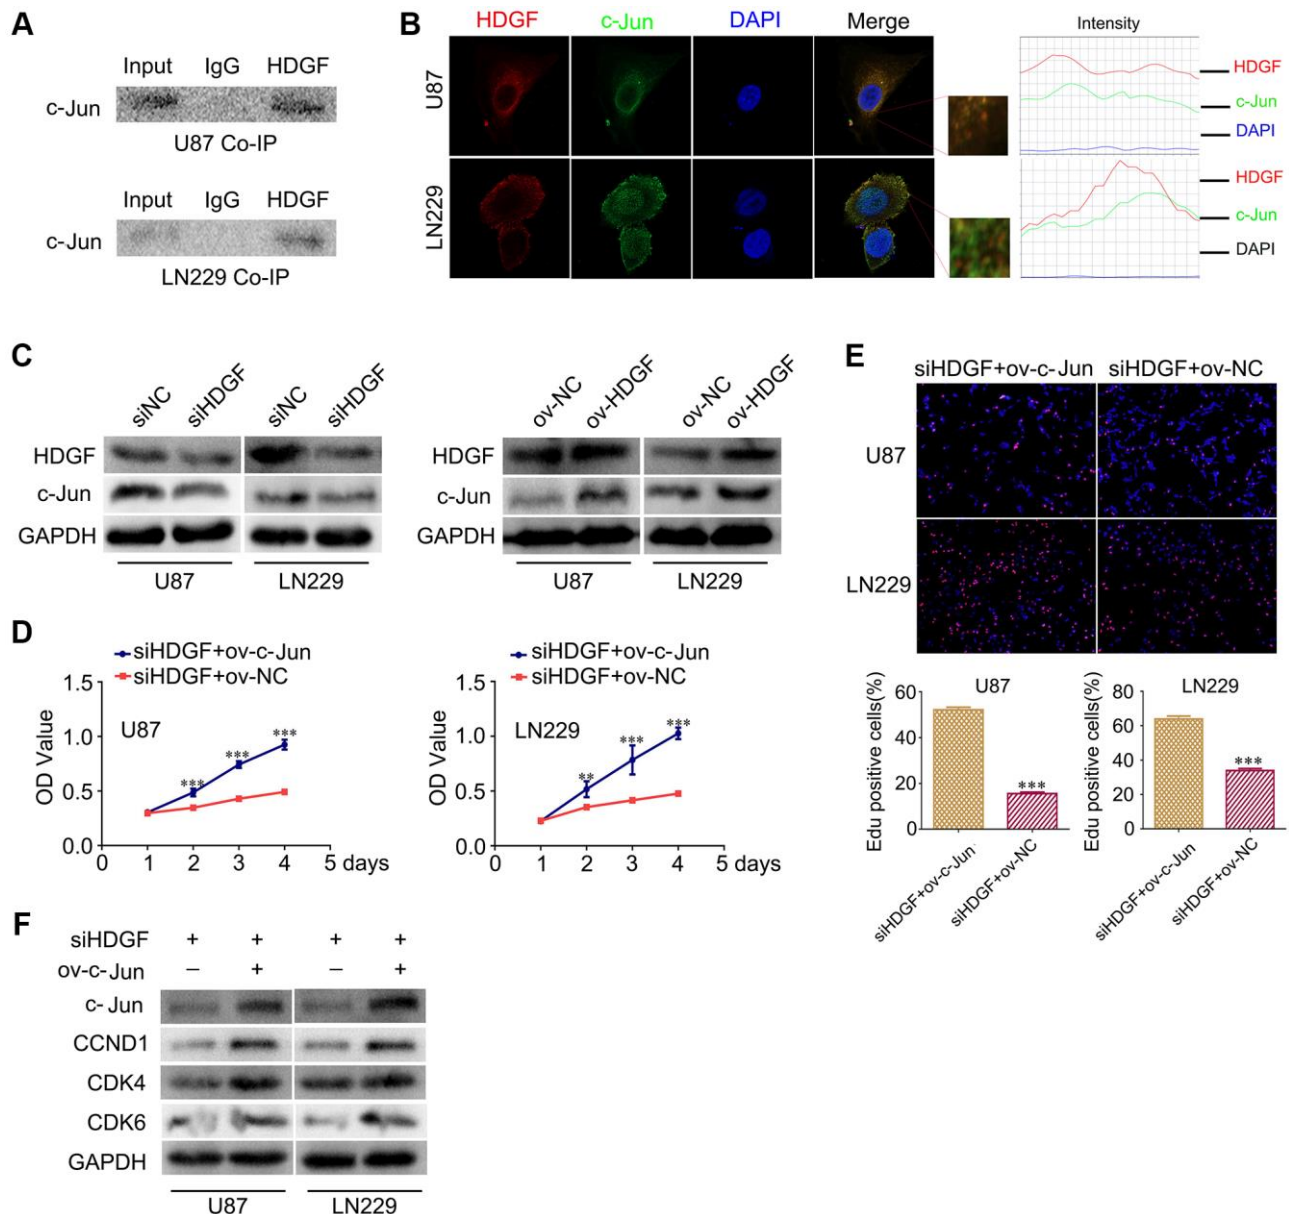 A
Input IgG HDGF
c-Jun
U87 Co-IP
Input IgG HDGF
c-Jun
LN229 Co-IP
B
HDGF c-Jun DAPI Merge Intensity
U87
HDGF
c-Jun
DAPI
LN229
HDGF
c-Jun
DAPI
C
siNC siHDGF siNC siHDGF
HDGF
c-Jun
GAPDH
U87 LN229
ov-NC ov-HDGF ov-NC ov-HDGF
HDGF
c-Jun
GAPDH
U87 LN229
D
siHDGF+ov-c-Jun
siHDGF+ov-NC
OD Value
1.5
1.0
0.5
0.0
U87
***
***
***
0 1 2 3 4 5 days
siHDGF+ov-c-Jun
siHDGF+ov-NC
OD Value
1.5
1.0
0.5
0.0
LN229
**
***
***
0 1 2 3 4 5 days
E
siHDGF+ov-c-Jun siHDGF+ov-NC
U87
LN229
U87
Edu positive cells(%)
60
40
20
0
***
siHDGF+ov-c-Jun
siHDGF+ov-NC
LN229
Edu positive cells(%)
80
60
40
20
0
***
siHDGF+ov-c-Jun
siHDGF+ov-NC
F
siHDGF + + + +
ov-c-Jun − + − +
c-Jun
CCND1
CDK4
CDK6
GAPDH
U87 LN229